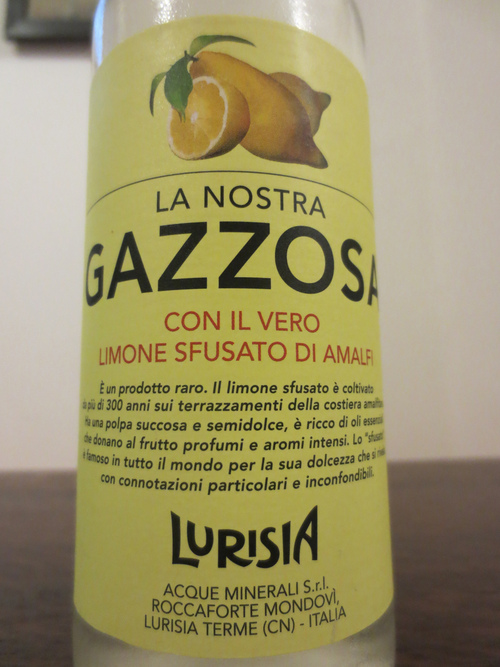 LA NOSTRA
GAZZOSA
CON IL VERO
LIMONE SFUSATO DI AMALFI
È un prodotto raro. Il limone sfusato è coltivato
da più di 300 anni sui terrazzamenti della costiera amalfitana.
Ha una polpa succosa e semidolce, è ricco di oli essenziali
che donano al frutto profumi e aromi intensi. Lo "sfusato"
è famoso in tutto il mondo per la sua dolcezza che si
con connotazioni particolari e inconfondibili.
LURISIA
ACQUE MINERALI S.r.l.
ROCCAFORTE MONDOVÌ,
LURISIA TERME (CN) - ITALIA